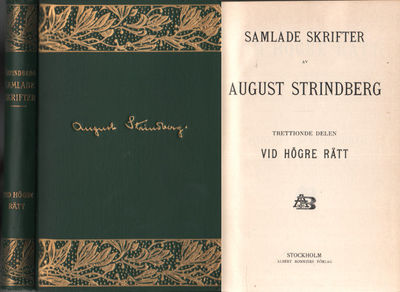 STRINDBERG
SAMLADE
SKRIFTER
VID HÖGRE
RÄTT
August Strindberg.
SAMLADE SKRIFTER
AV
AUGUST STRINDBERG
TRETTIONDE DELEN
VID HÖGRE RÄTT
AB
STOCKHOLM
ALBERT BONNIERS FÖRLAG